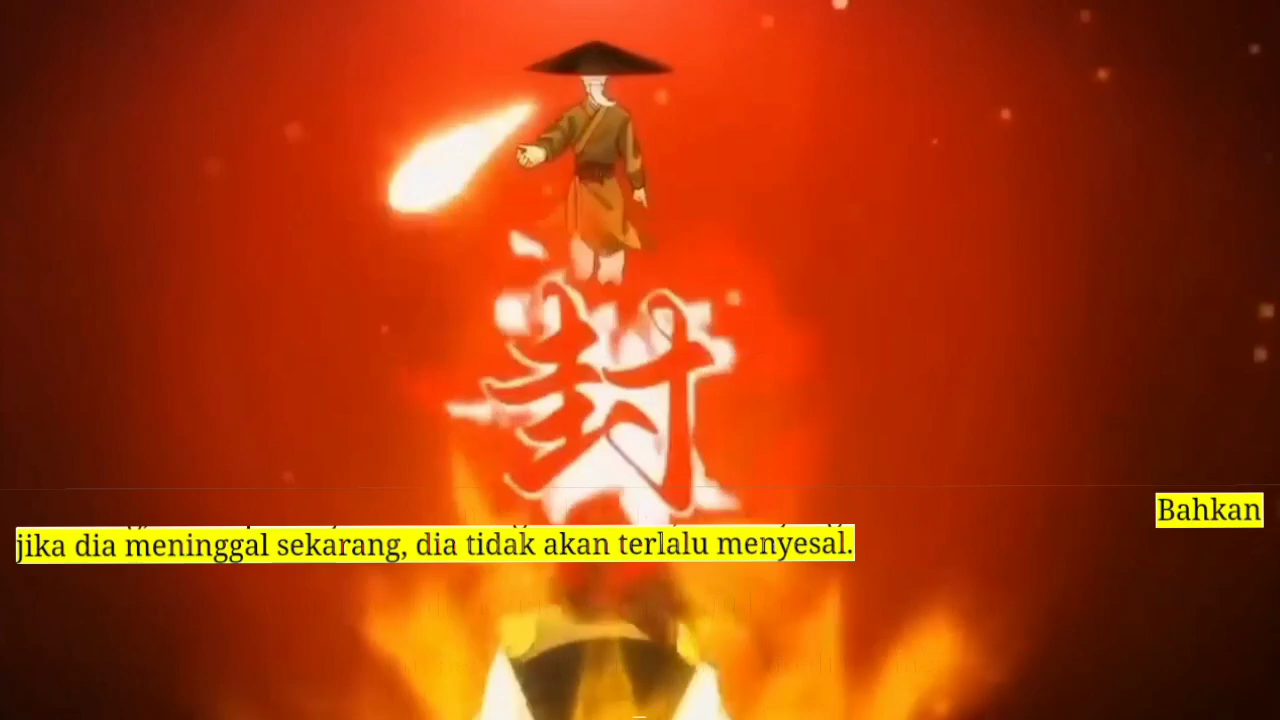 封
Bahkan
jika dia meninggal sekarang, dia tidak akan terlalu menyesal.